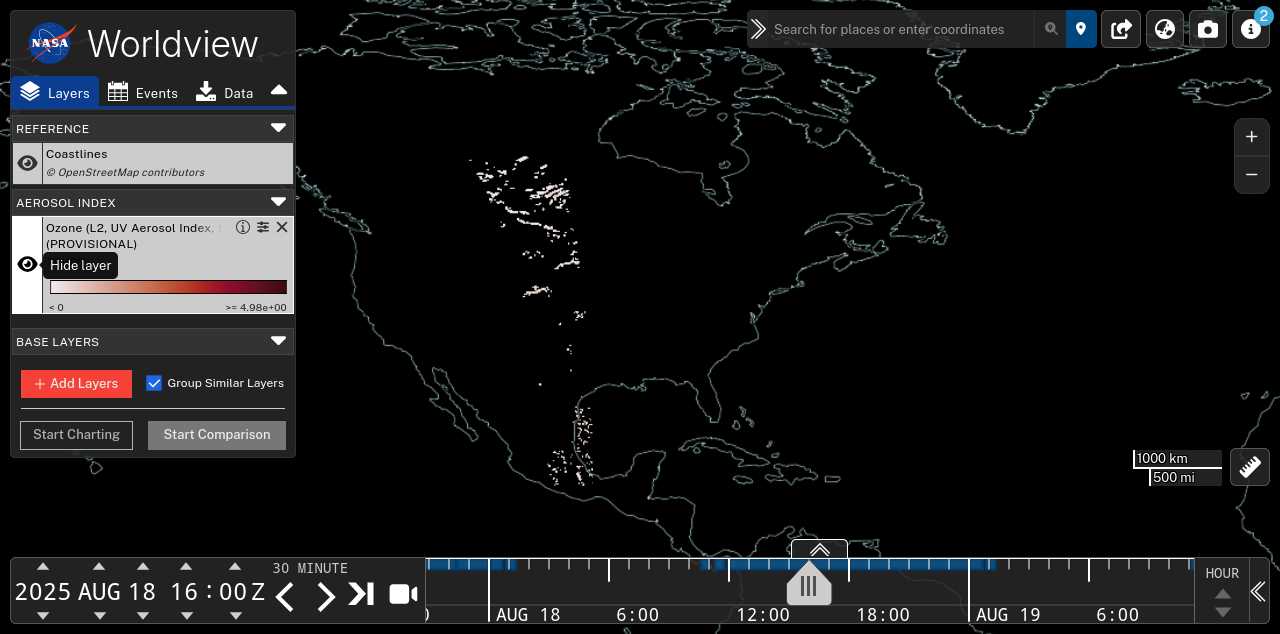 NASA
Worldview
Layers
Events
Data
REFERENCE
Coastlines
© OpenStreetMap contributors
AEROSOL INDEX
Ozone (L2, UV Aerosol Index,
(PROVISIONAL)
Hide layer
< 0
>= 4.98e+00
BASE LAYERS
+ Add Layers
Group Similar Layers
Start Charting
Start Comparison
Search for places or enter coordinates
2
+
−
1000 km
500 mi
2025 AUG 18 16:00 Z
30 MINUTE
AUG 18
6:00
12:00
18:00
AUG 19
6:00
HOUR